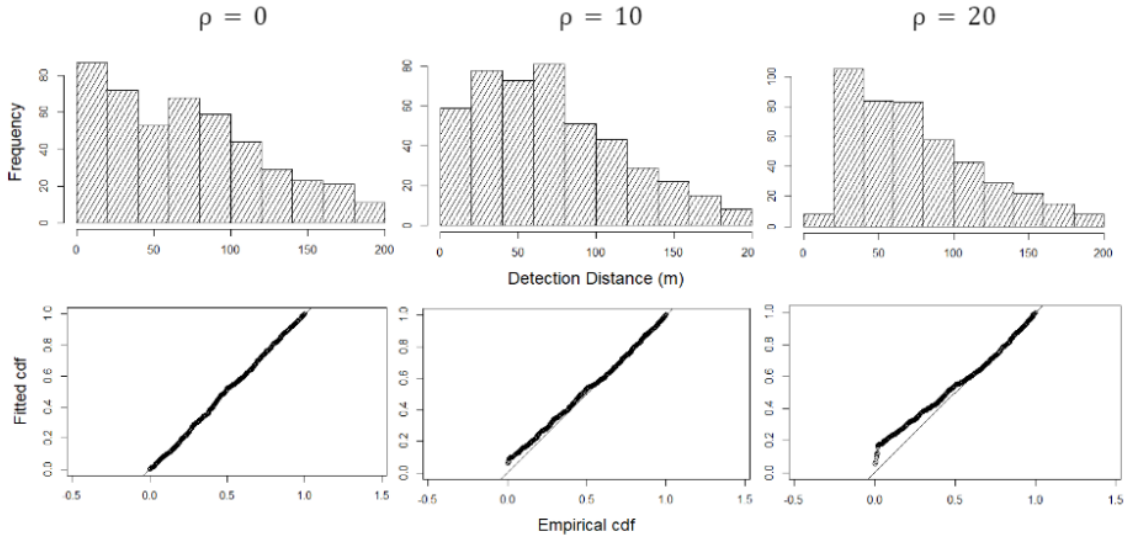 ρ = 0
ρ = 10
ρ = 20
Frequency
0 20 40 60 80
0 50 100 150 200
0 20 40 60 80
0 50 100 150 200
0 20 40 60 80 100
0 50 100 150 200
Detection Distance (m)
Fitted cdf
0.0 0.2 0.4 0.6 0.8 1.0
-0.5 0.0 0.5 1.0 1.5
0.0 0.2 0.4 0.6 0.8 1.0
-0.5 0.0 0.5 1.0 1.5
0.0 0.2 0.4 0.6 0.8 1.0
-0.5 0.0 0.5 1.0 1.5
Empirical cdf